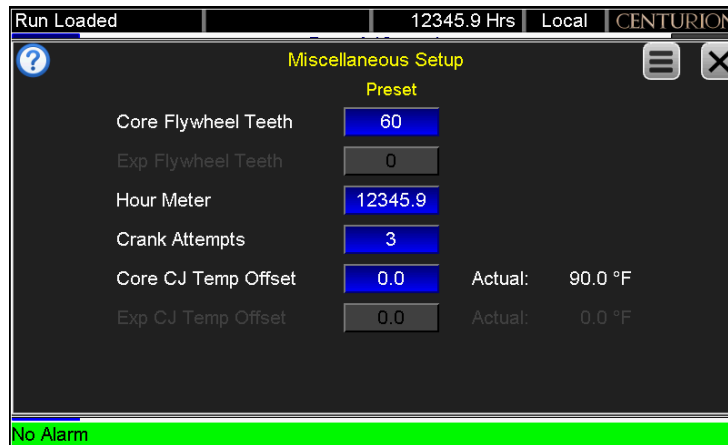 Run Loaded 12345.9 Hrs Local CENTURION
Miscellaneous Setup
Preset
Core Flywheel Teeth 60
Exp Flywheel Teeth 0
Hour Meter 12345.9
Crank Attempts 3
Core CJ Temp Offset 0.0 Actual: 90.0 °F
Exp CJ Temp Offset 0.0 Actual: 0.0 °F
No Alarm